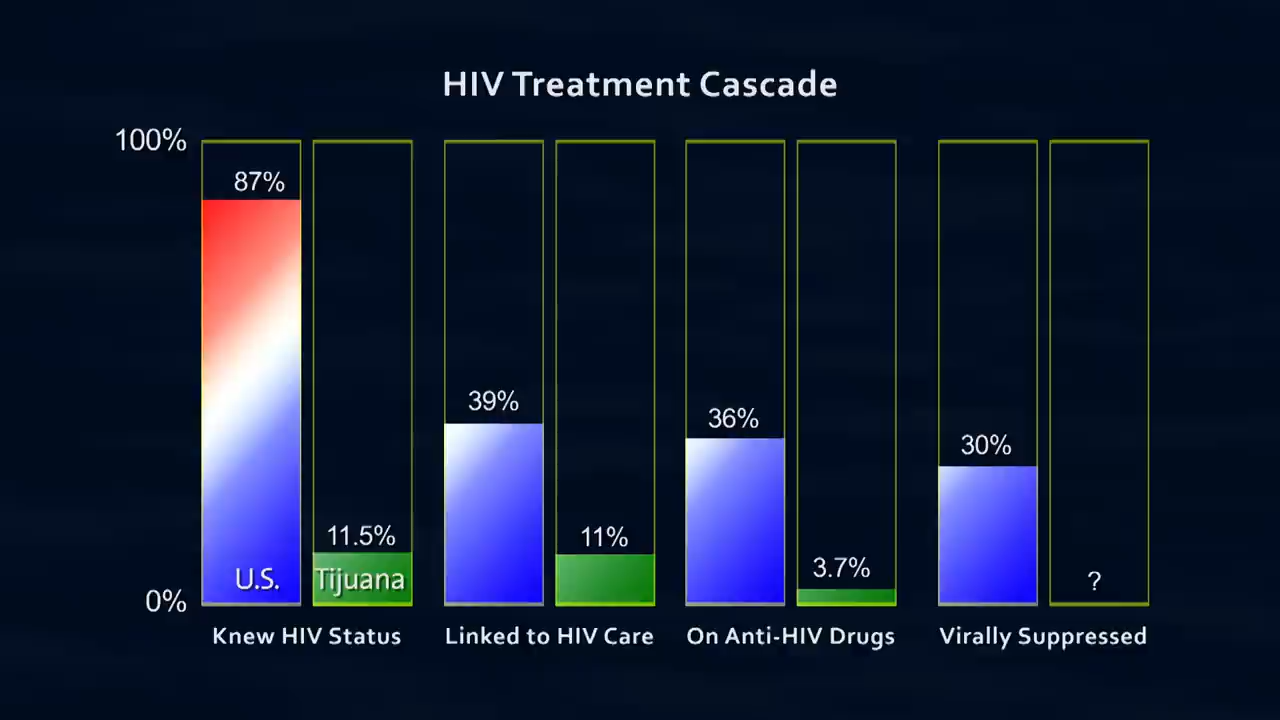 HIV Treatment Cascade
100%
87%
39%
36%
30%
11.5%
11%
3.7%
?
U.S.
Tijuana
0%
Knew HIV Status
Linked to HIV Care
On Anti-HIV Drugs
Virally Suppressed